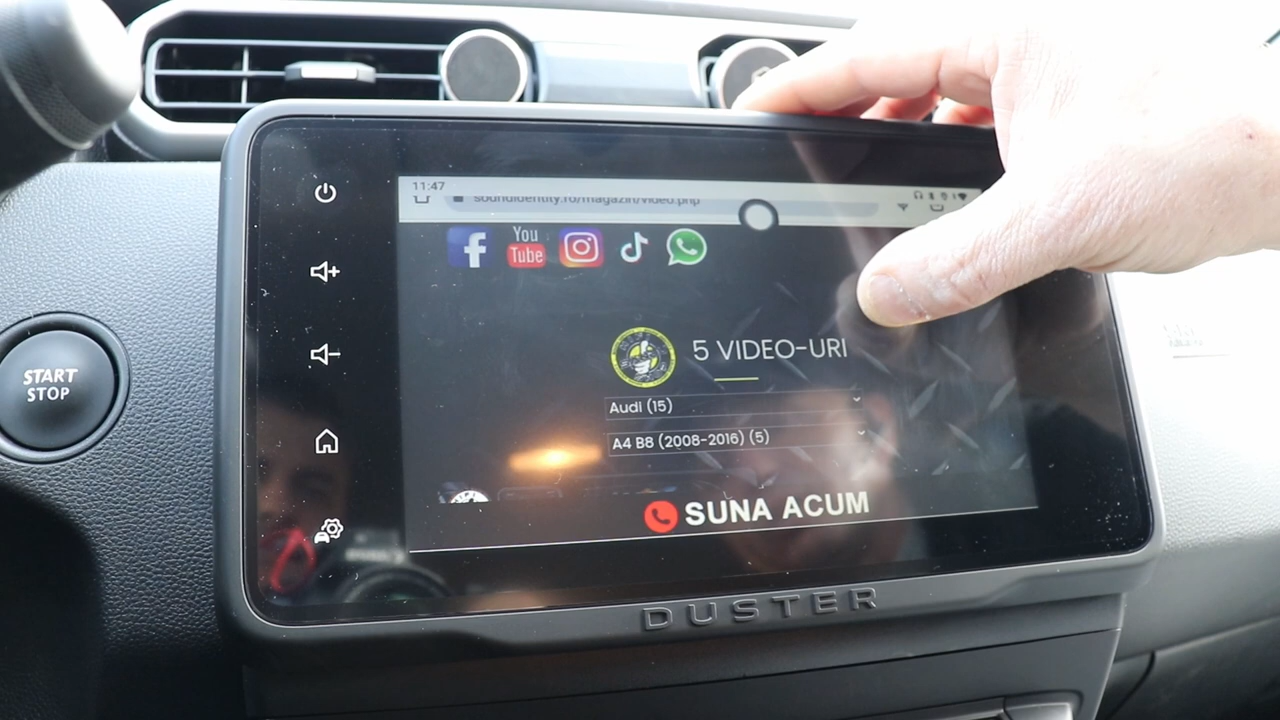 11:47
soundidentity.ro/magazin/video.php
You
Tube
5 VIDEO-URI
Audi (15)
A4 B8 (2008-2016) (5)
SUNA ACUM
START
STOP
DUSTER